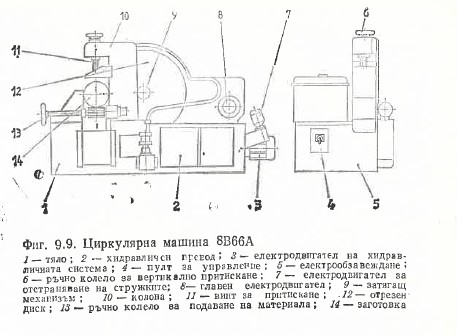 10
9
8
7
6
11
12
13
14
1
2
3
4
5
Фиг. 9.9. Циркулярна машина 8В66А
1 — тяло; 2 — хидравличен превод; 3 — електродвигател на хидрав-
личната система; 4 — пулт за управление; 5 — електрообзавеждане;
6 — ръчно колело за вертикално притискане; 7 — електродвигател за
отстраняване на стружките; 8 — главен електродвигател; 9 — затягащ
механизъм; 10 — колона; 11 — винт за притискане; 12 — отрезен
диск; 13 — ръчно колело за подаване на материала; 14 — заготовка